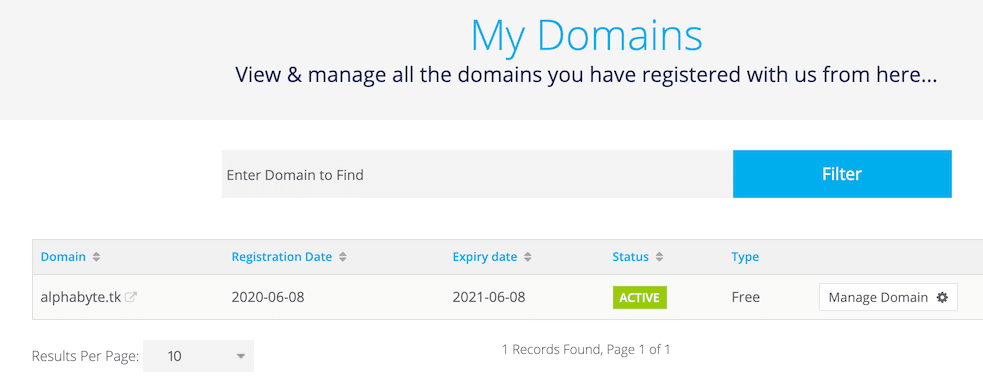 My Domains
View & manage all the domains you have registered with us from here...
Enter Domain to Find Filter
Domain Registration Date Expiry date Status Type
alphabyte.tk 2020-06-08 2021-06-08 ACTIVE Free Manage Domain
Results Per Page: 10 1 Records Found, Page 1 of 1